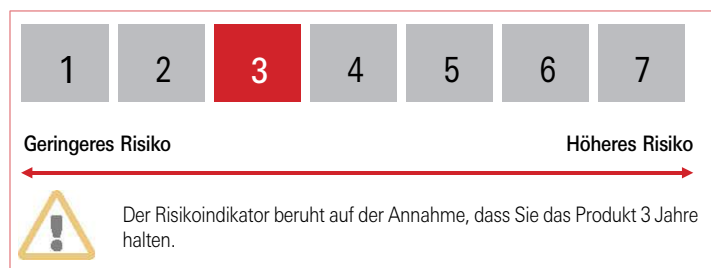 1 2 3 4 5 6 7
Geringeres Risiko Höheres Risiko
Der Risikoindikator beruht auf der Annahme, dass Sie das Produkt 3 Jahre
halten.